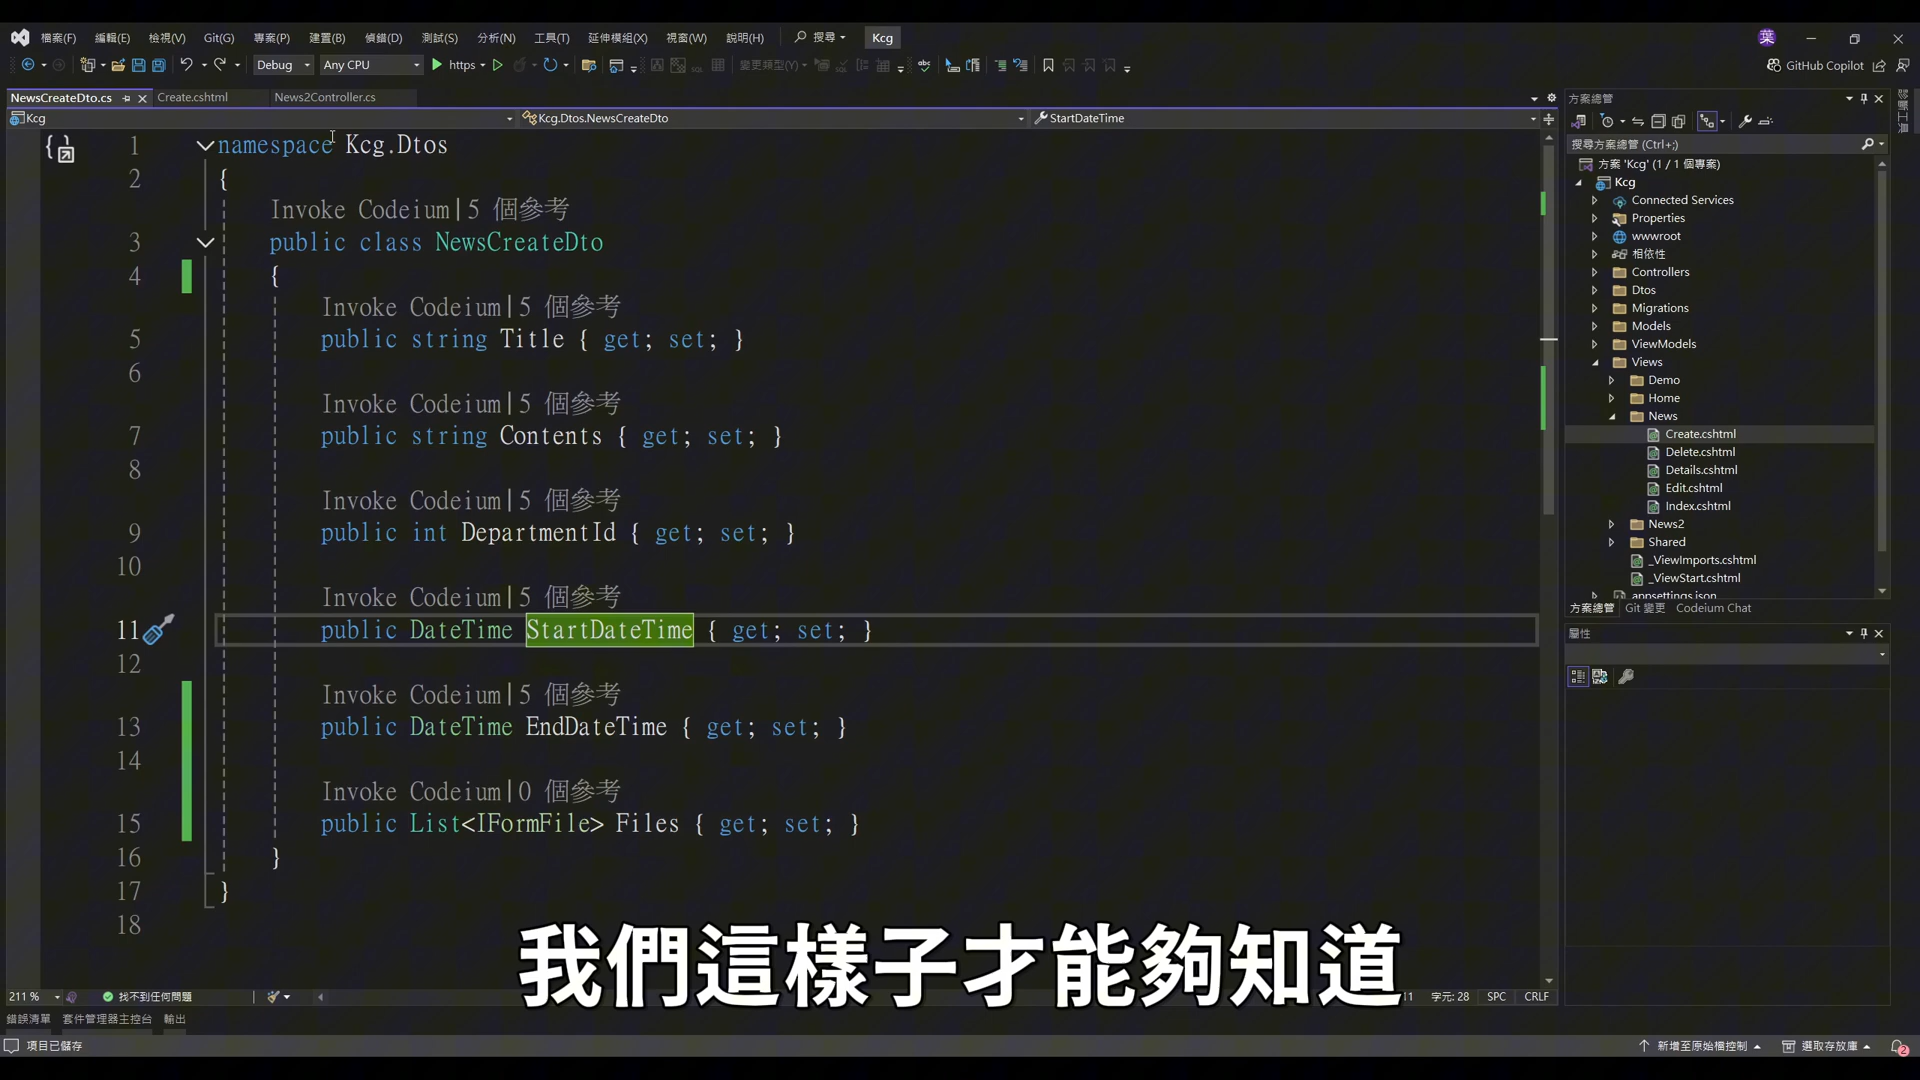 檔案(F) 編輯(E) 檢視(V) Git(G) 專案(P) 建置(B) 偵錯(D) 測試(S) 分析(N) 工具(T) 延伸模組(X) 視窗(W) 說明(H) 搜尋 Kcg 葉
Debug Any CPU https 變更類型(Y) GitHub Copilot
NewsCreateDto.cs Create.cshtml News2Controller.cs
Kcg Kcg.Dtos.NewsCreateDto StartDateTime
1 namespace Kcg.Dtos
2 {
Invoke Codeium|5 個參考
3 public class NewsCreateDto
4 {
Invoke Codeium|5 個參考
5 public string Title { get; set; }
6
Invoke Codeium|5 個參考
7 public string Contents { get; set; }
8
Invoke Codeium|5 個參考
9 public int DepartmentId { get; set; }
10
Invoke Codeium|5 個參考
11 public DateTime StartDateTime { get; set; }
12
Invoke Codeium|5 個參考
13 public DateTime EndDateTime { get; set; }
14
Invoke Codeium|0 個參考
15 public List<IFormFile> Files { get; set; }
16 }
17 }
18
我們這樣子才能夠知道
211 % 找不到任何問題 字元: 28 SPC CRLF
錯誤清單 套件管理器主控台 輸出
項目已儲存 新增至原始檔控制 選取存放庫 2
方案總管
搜尋方案總管 (Ctrl+;)
方案 'Kcg' (1 / 1 個專案)
Kcg
Connected Services
Properties
wwwroot
相依性
Controllers
Dtos
Migrations
Models
ViewModels
Views
Demo
Home
News
Create.cshtml
Delete.cshtml
Details.cshtml
Edit.cshtml
Index.cshtml
News2
Shared
_ViewImports.cshtml
_ViewStart.cshtml
appsettings.json
方案總管 Git 變更 Codeium Chat
屬性